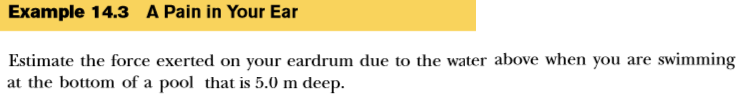 Example 14.3 A Pain in Your Ear
Estimate the force exerted on your eardrum due to the water above when you are swimming
at the bottom of a pool that is 5.0 m deep.